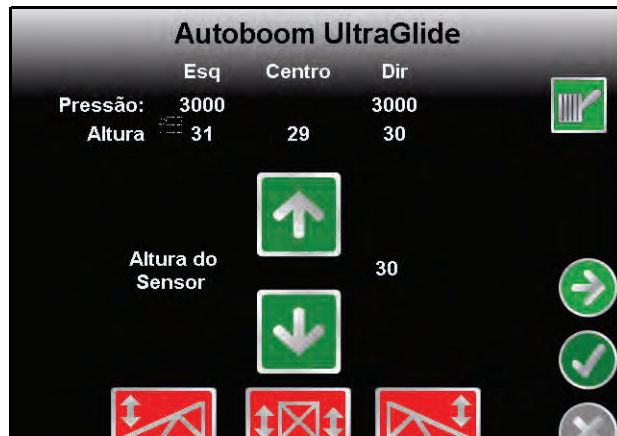 Autoboom UltraGlide
Esq Centro Dir
Pressão: 3000 3000
Altura 31 29 30
Altura do
Sensor
30